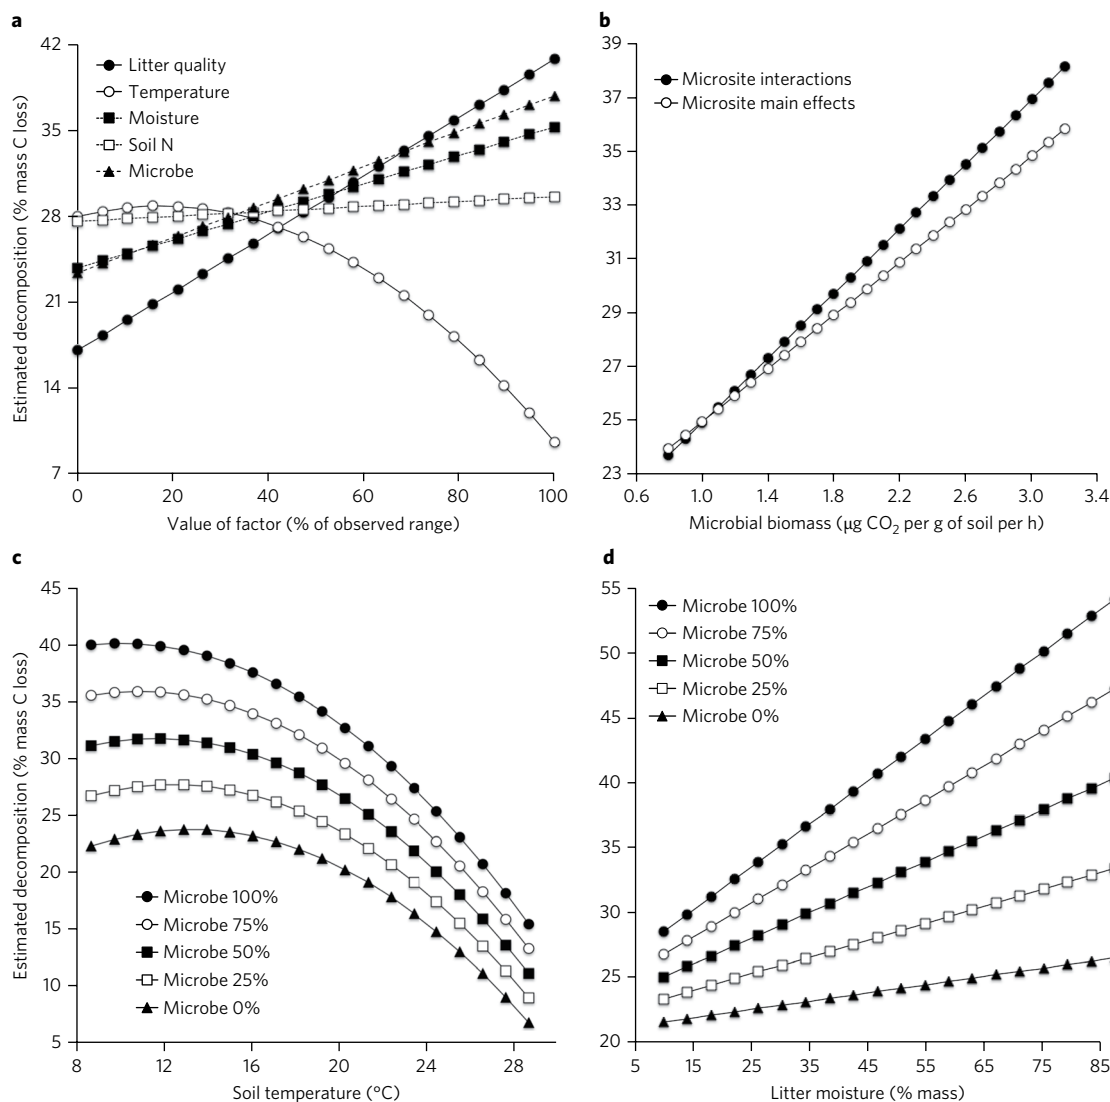 a
Estimated decomposition (% mass C loss)
42
35
28
21
14
7
Litter quality
Temperature
Moisture
Soil N
Microbe
0 20 40 60 80 100
Value of factor (% of observed range)
b
39
37
35
33
31
29
27
25
23
Microsite interactions
Microsite main effects
0.6 1.0 1.4 1.8 2.2 2.6 3.0 3.4
Microbial biomass (μg CO₂ per g of soil per h)
c
Estimated decomposition (% mass C loss)
45
40
35
30
25
20
15
10
5
Microbe 100%
Microbe 75%
Microbe 50%
Microbe 25%
Microbe 0%
8 12 16 20 24 28
Soil temperature (°C)
d
55
50
45
40
35
30
25
20
Microbe 100%
Microbe 75%
Microbe 50%
Microbe 25%
Microbe 0%
5 15 25 35 45 55 65 75 85
Litter moisture (% mass)